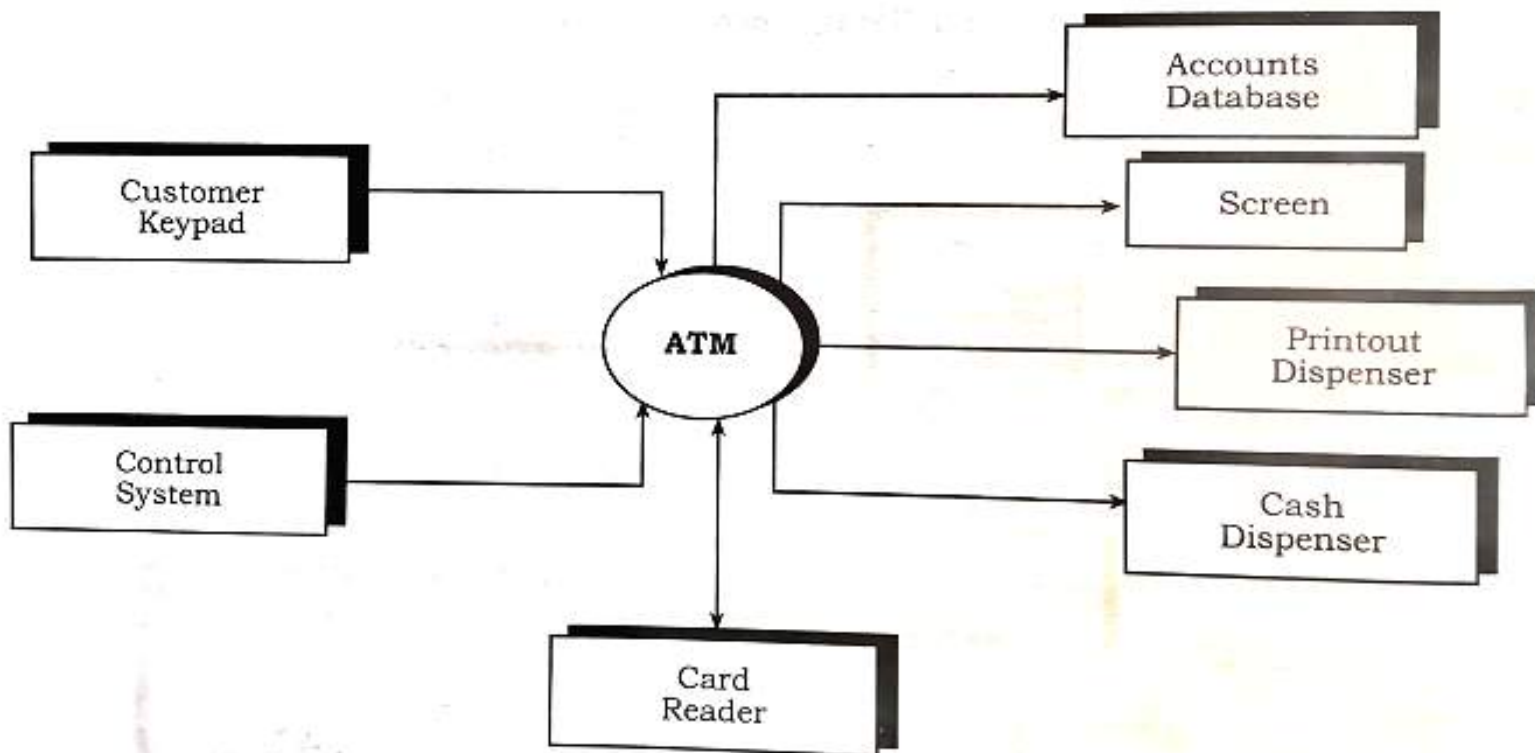 Accounts
Database
Customer
Keypad
Screen
ATM
Printout
Dispenser
Control
System
Cash
Dispenser
Card
Reader